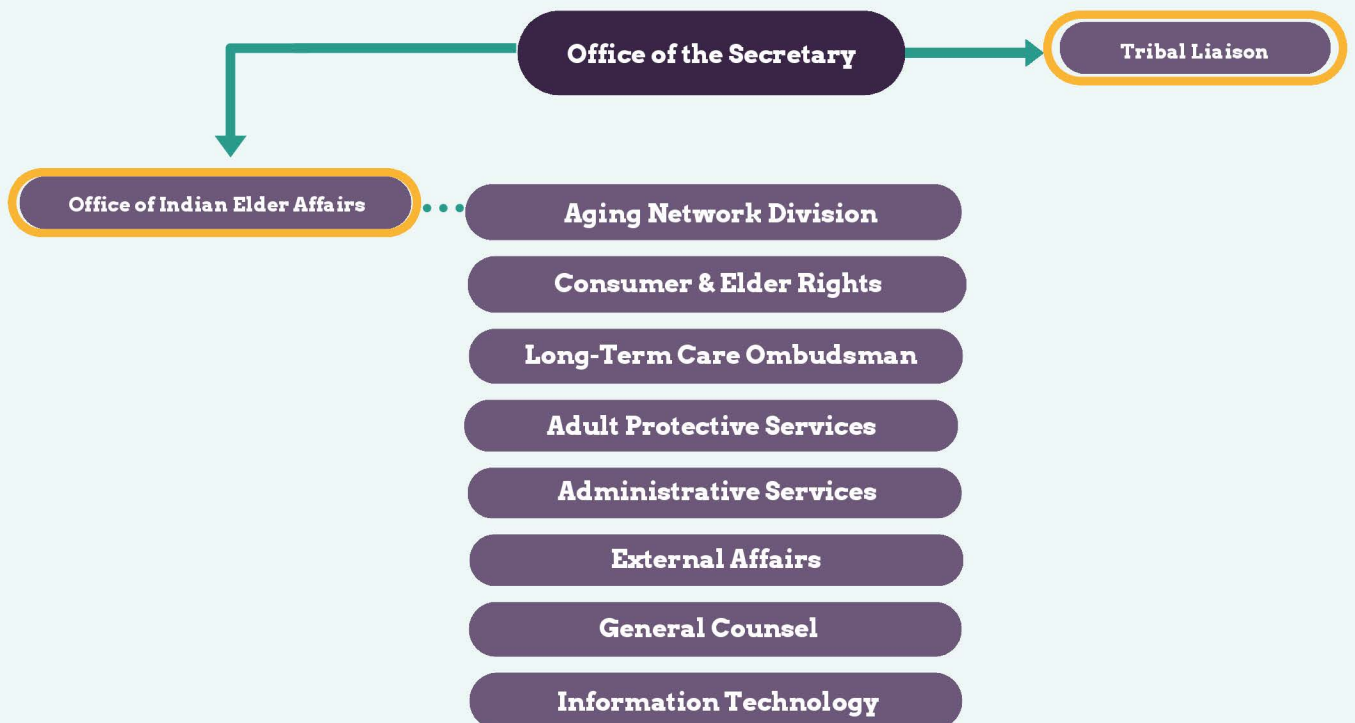 Office of the Secretary
Tribal Liaison
Office of Indian Elder Affairs
Aging Network Division
Consumer & Elder Rights
Long-Term Care Ombudsman
Adult Protective Services
Administrative Services
External Affairs
General Counsel
Information Technology